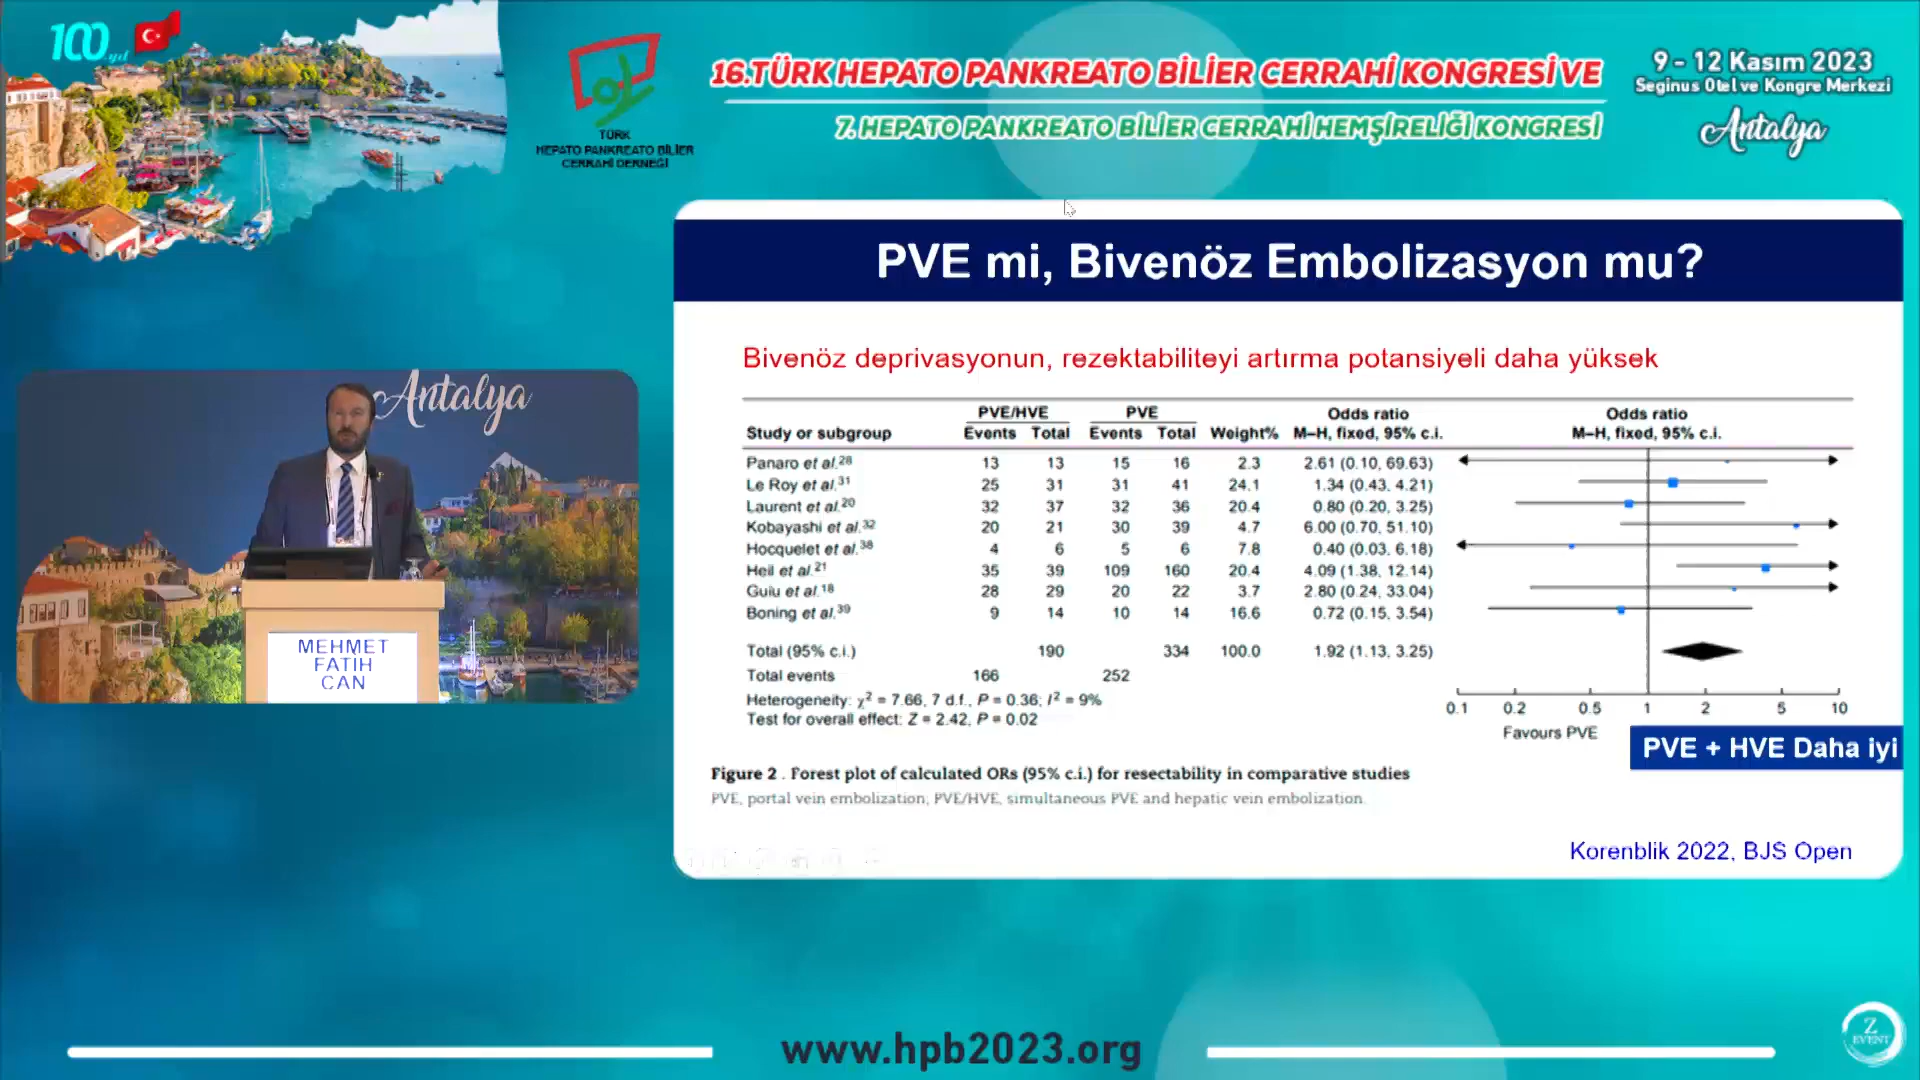 100.yıl
TÜRK
HEPATO PANKREATO BİLİER
CERRAHİ DERNEĞİ
16.TÜRK HEPATO PANKREATO BİLİER CERRAHİ KONGRESİ VE
7. HEPATO PANKREATO BİLİER CERRAHİ HEMŞİRELİĞİ KONGRESİ
9 - 12 Kasım 2023
Seginus Otel ve Kongre Merkezi
Antalya
Antalya
MEHMET
FATIH
CAN
PVE mi, Bivenöz Embolizasyon mu?
Bivenöz deprivasyonun, rezektabiliteyi artırma potansiyeli daha yüksek
PVE/HVE PVE Odds ratio Odds ratio
Study or subgroup Events Total Events Total Weight% M–H, fixed, 95% c.i. M–H, fixed, 95% c.i.
Panaro et al.28 13 13 15 16 2.3 2.61 (0.10, 69.63)
Le Roy et al.31 25 31 31 41 24.1 1.34 (0.43, 4.21)
Laurent et al.20 32 37 32 36 20.4 0.80 (0.20, 3.25)
Kobayashi et al.32 20 21 30 39 4.7 6.00 (0.70, 51.10)
Hocquelet et al.38 4 6 5 6 7.8 0.40 (0.03, 6.18)
Heil et al.21 35 39 109 160 20.4 4.09 (1.38, 12.14)
Guiu et al.18 28 29 20 22 3.7 2.80 (0.24, 33.04)
Boning et al.39 9 14 10 14 16.6 0.72 (0.15, 3.54)
Total (95% c.i.) 190 334 100.0 1.92 (1.13, 3.25)
Total events 166 252
Heterogeneity: χ2 = 7.66, 7 d.f., P = 0.36; I2 = 9%
Test for overall effect: Z = 2.42, P = 0.02
0.1 0.2 0.5 1 2 5 10
Favours PVE
PVE + HVE Daha iyi
Figure 2 . Forest plot of calculated ORs (95% c.i.) for resectability in comparative studies
PVE, portal vein embolization; PVE/HVE, simultaneous PVE and hepatic vein embolization.
Korenblik 2022, BJS Open
www.hpb2023.org
Z
EVENT